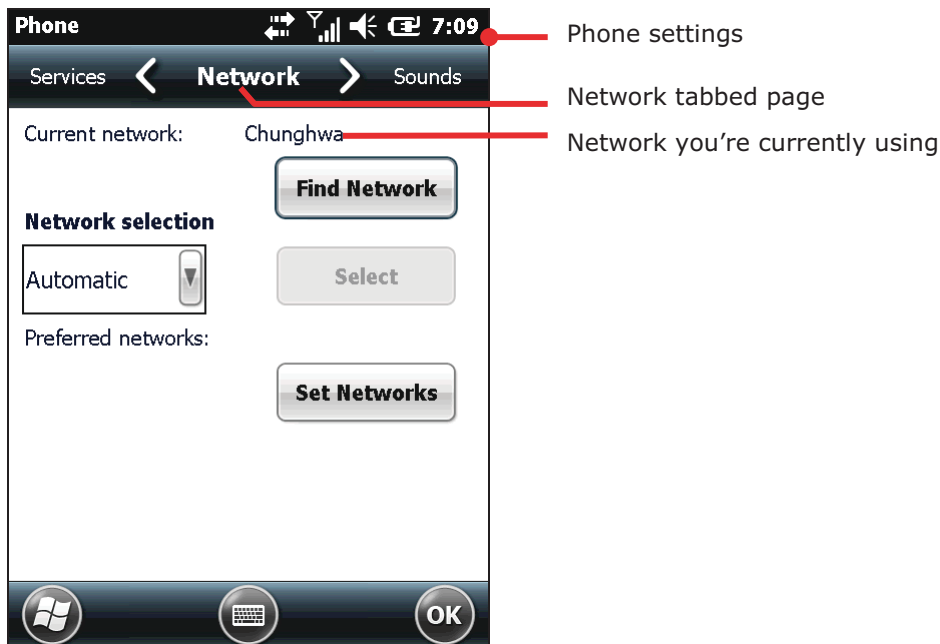 Phone 7:09
Phone settings
Services Network Sounds
Network tabbed page
Current network: Chunghwa
Network you're currently using
Find Network
Network selection
Automatic
Select
Preferred networks:
Set Networks
OK